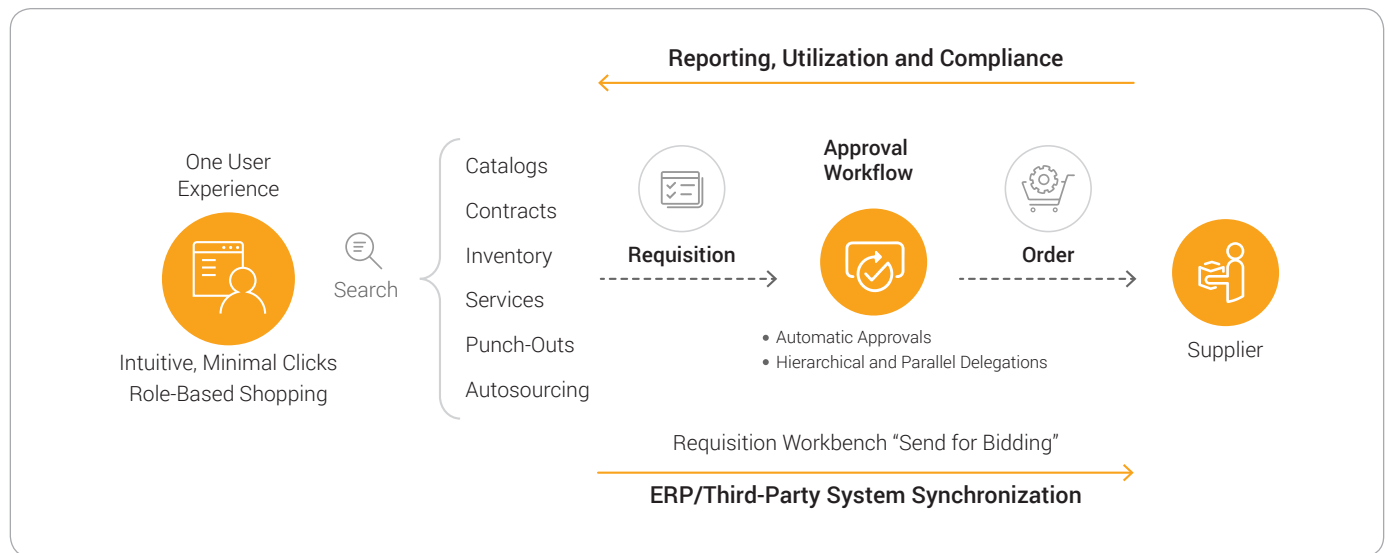 Reporting, Utilization and Compliance
One User
Experience
Intuitive, Minimal Clicks
Role-Based Shopping
Search
Catalogs
Contracts
Inventory
Services
Punch-Outs
Autosourcing
Requisition
Approval
Workflow
• Automatic Approvals
• Hierarchical and Parallel Delegations
Order
Supplier
Requisition Workbench “Send for Bidding”
ERP/Third-Party System Synchronization